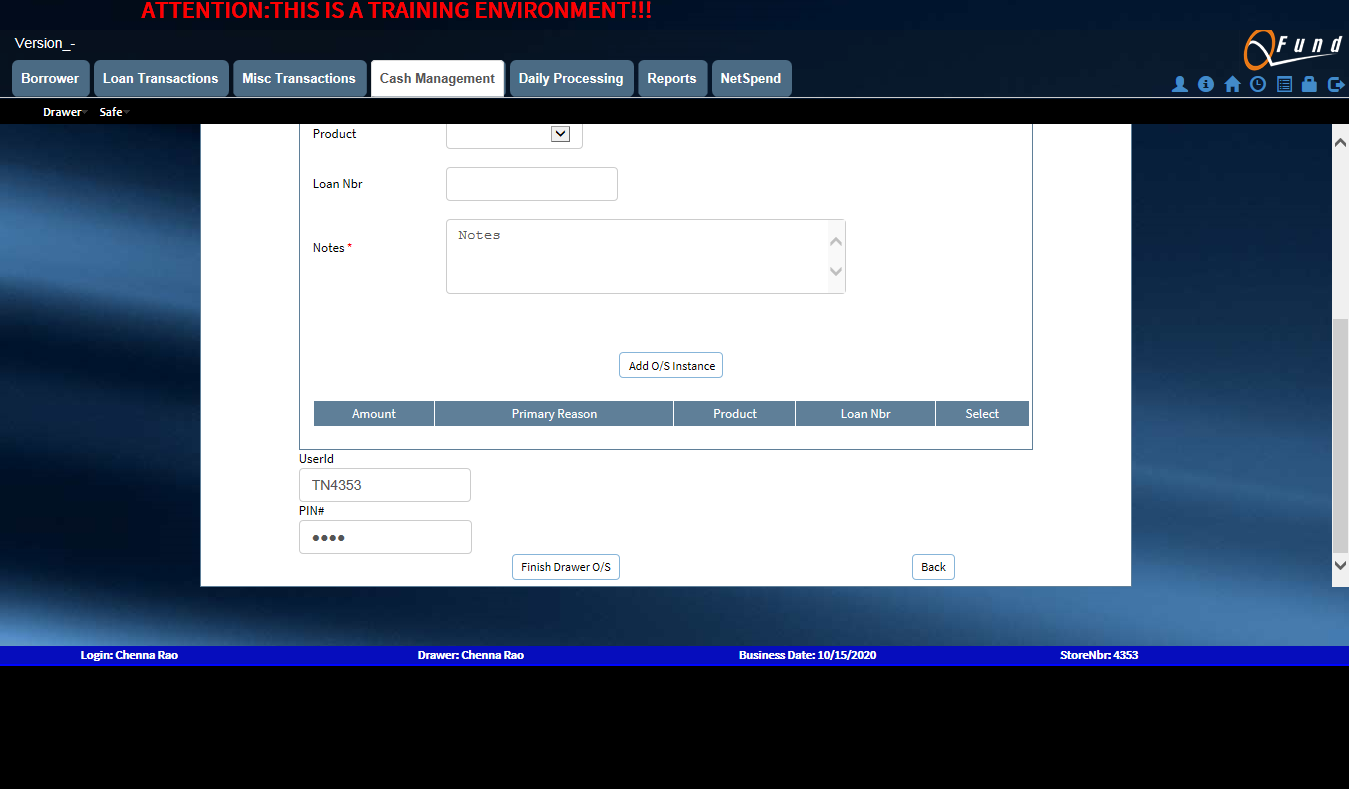 ATTENTION:THIS IS A TRAINING ENVIRONMENT!!!
Version_-
Fund
Borrower Loan Transactions Misc Transactions Cash Management Daily Processing Reports NetSpend
Drawer Safe
Product
Loan Nbr
Notes *
Notes
Add O/S Instance
Amount Primary Reason Product Loan Nbr Select
UserId
TN4353
PIN#
••••
Finish Drawer O/S Back
Login: Chenna Rao Drawer: Chenna Rao Business Date: 10/15/2020 StoreNbr: 4353